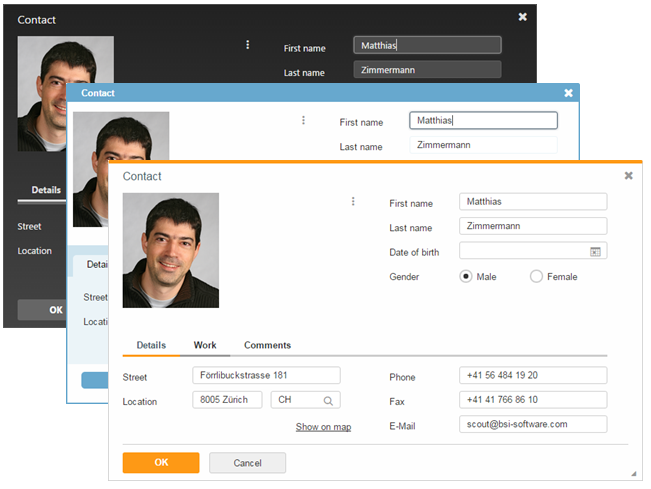 Contact
First name Matthias
Last name Zimmermann
Details
Street
Location
OK
Contact
First name Matthias
Last name Zimmermann
Street
Contact
First name Matthias
Last name Zimmermann
Date of birth
Gender Male Female
Details Work Comments
Street Förrlibuckstrasse 181 Phone +41 56 484 19 20
Location 8005 Zürich CH Fax +41 41 766 86 10
Show on map E-Mail scout@bsi-software.com
OK Cancel